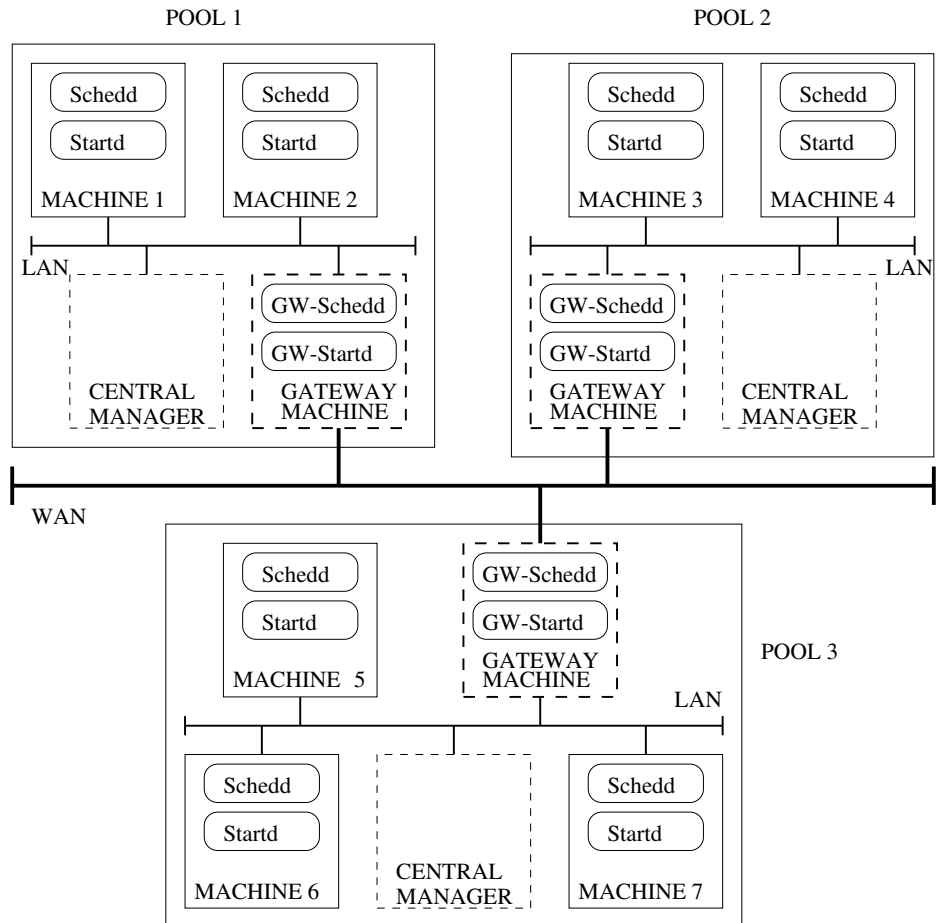 POOL 1
POOL 2
Schedd
Startd
MACHINE 1
Schedd
Startd
MACHINE 2
LAN
CENTRAL
MANAGER
GW-Schedd
GW-Startd
GATEWAY
MACHINE
Schedd
Startd
MACHINE 3
Schedd
Startd
MACHINE 4
LAN
GW-Schedd
GW-Startd
GATEWAY
MACHINE
CENTRAL
MANAGER
WAN
Schedd
Startd
MACHINE 5
GW-Schedd
GW-Startd
GATEWAY
MACHINE
POOL 3
LAN
Schedd
Startd
MACHINE 6
CENTRAL
MANAGER
Schedd
Startd
MACHINE 7